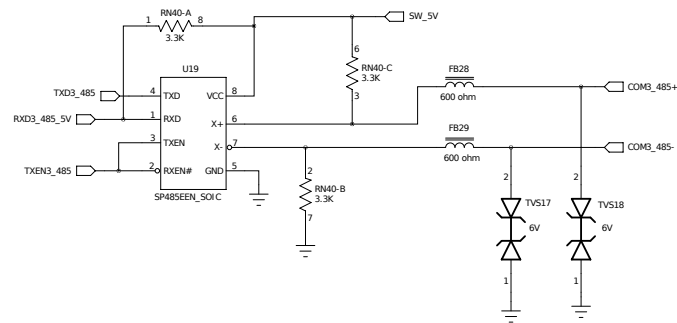 RN40-A
1
8
3.3K
SW_5V
U19
6
RN40-C
3.3K
3
FB28
600 ohm
COM3_485+
TXD3_485
4
TXD
VCC
8
RXD3_485_5V
1
RXD
X+
6
3
TXEN
X-
7
FB29
600 ohm
COM3_485-
TXEN3_485
2
RXEN#
GND
5
SP485EEN_SOIC
2
RN40-B
3.3K
7
2
TVS17
6V
1
2
TVS18
6V
1